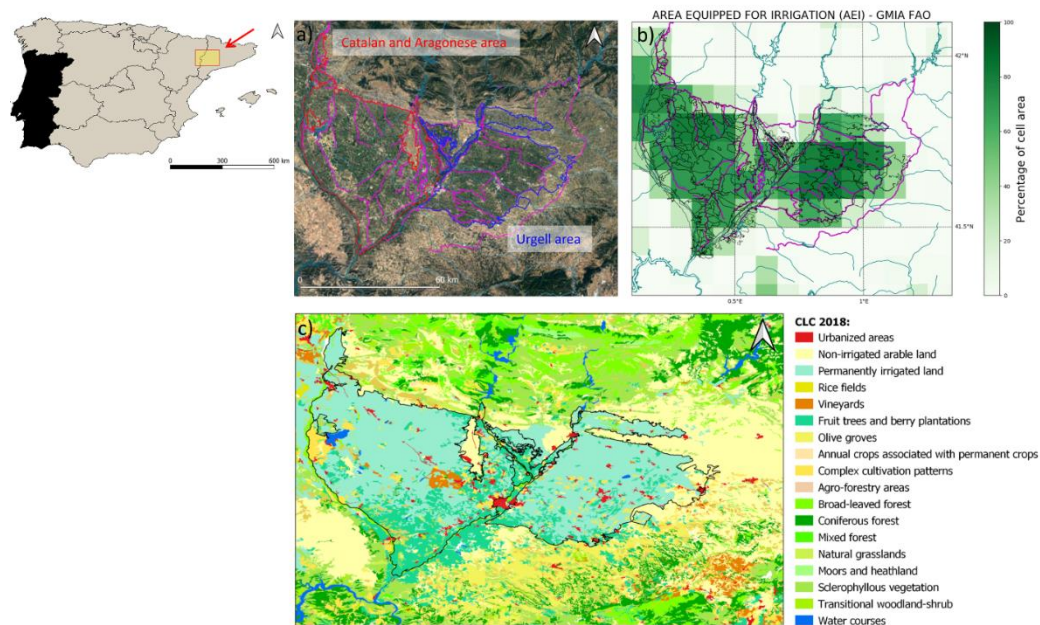 0 300 600 km
a)
Catalan and Aragonese area
Urgell area
0 60 km
AREA EQUIPPED FOR IRRIGATION (AEI) - GMIA FAO
b)
42°N
41.5°N
0.5°E 1°E
100
80
60
40
20
0
Percentage of cell area
c)
CLC 2018:
Urbanized areas
Non-irrigated arable land
Permanently irrigated land
Rice fields
Vineyards
Fruit trees and berry plantations
Olive groves
Annual crops associated with permanent crops
Complex cultivation patterns
Agro-forestry areas
Broad-leaved forest
Coniferous forest
Mixed forest
Natural grasslands
Moors and heathland
Sclerophyllous vegetation
Transitional woodland-shrub
Water courses